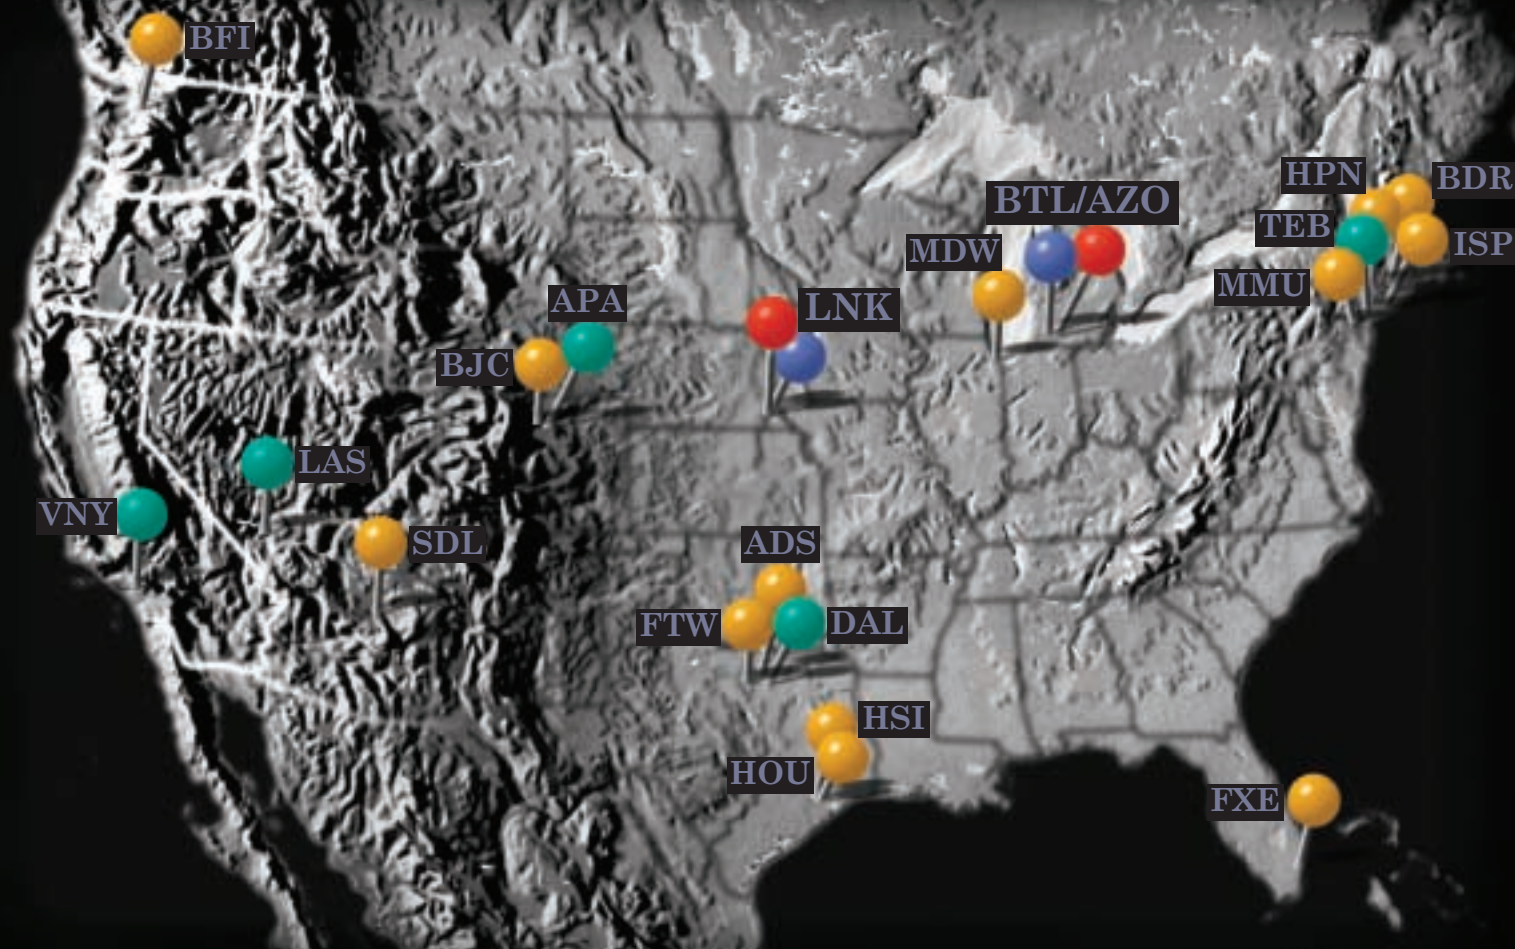 BFI
HPN
BDR
BTL/AZO
TEB
ISP
MDW
MMU
APA
LNK
BJC
LAS
VNY
SDL
ADS
FTW
DAL
HSI
HOU
FXE